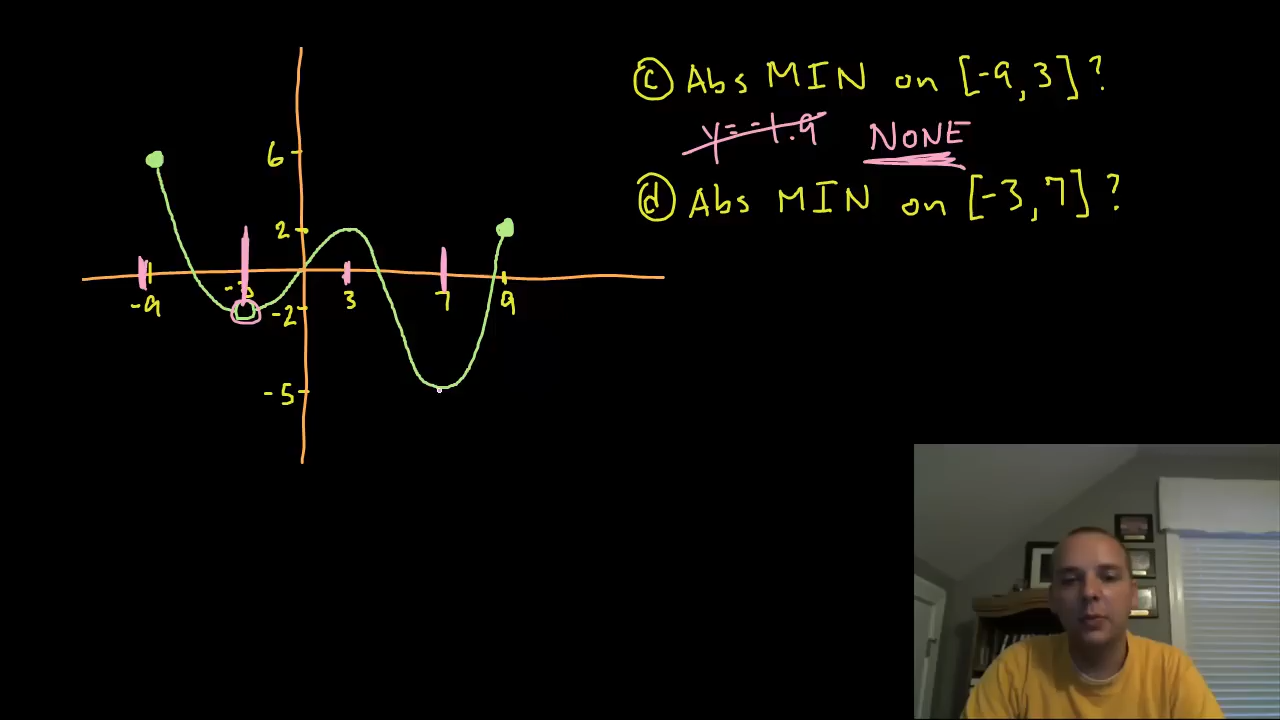 ⓒ Abs MIN on [-9,3]?
y=-1.9 NONE
ⓓ Abs MIN on [-3,7]?
6
2
-9 -3 3 7 9
-2
-5